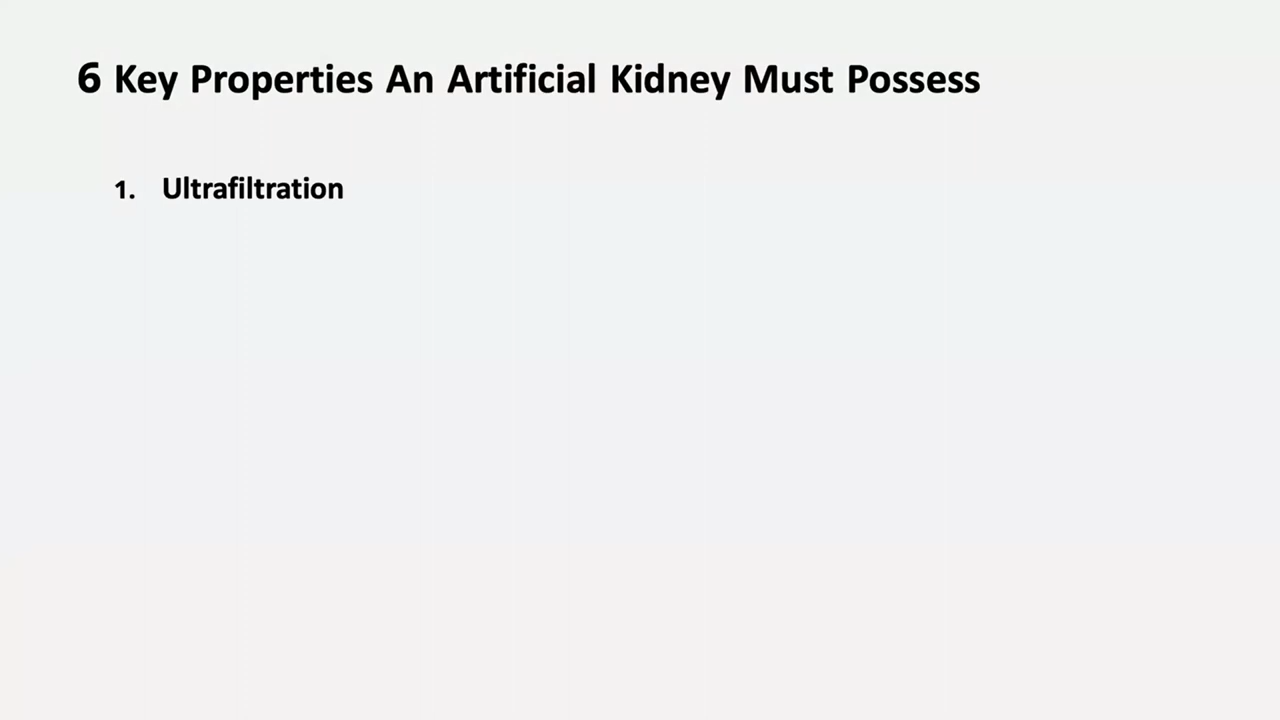 6 Key Properties An Artificial Kidney Must Possess
1. Ultrafiltration